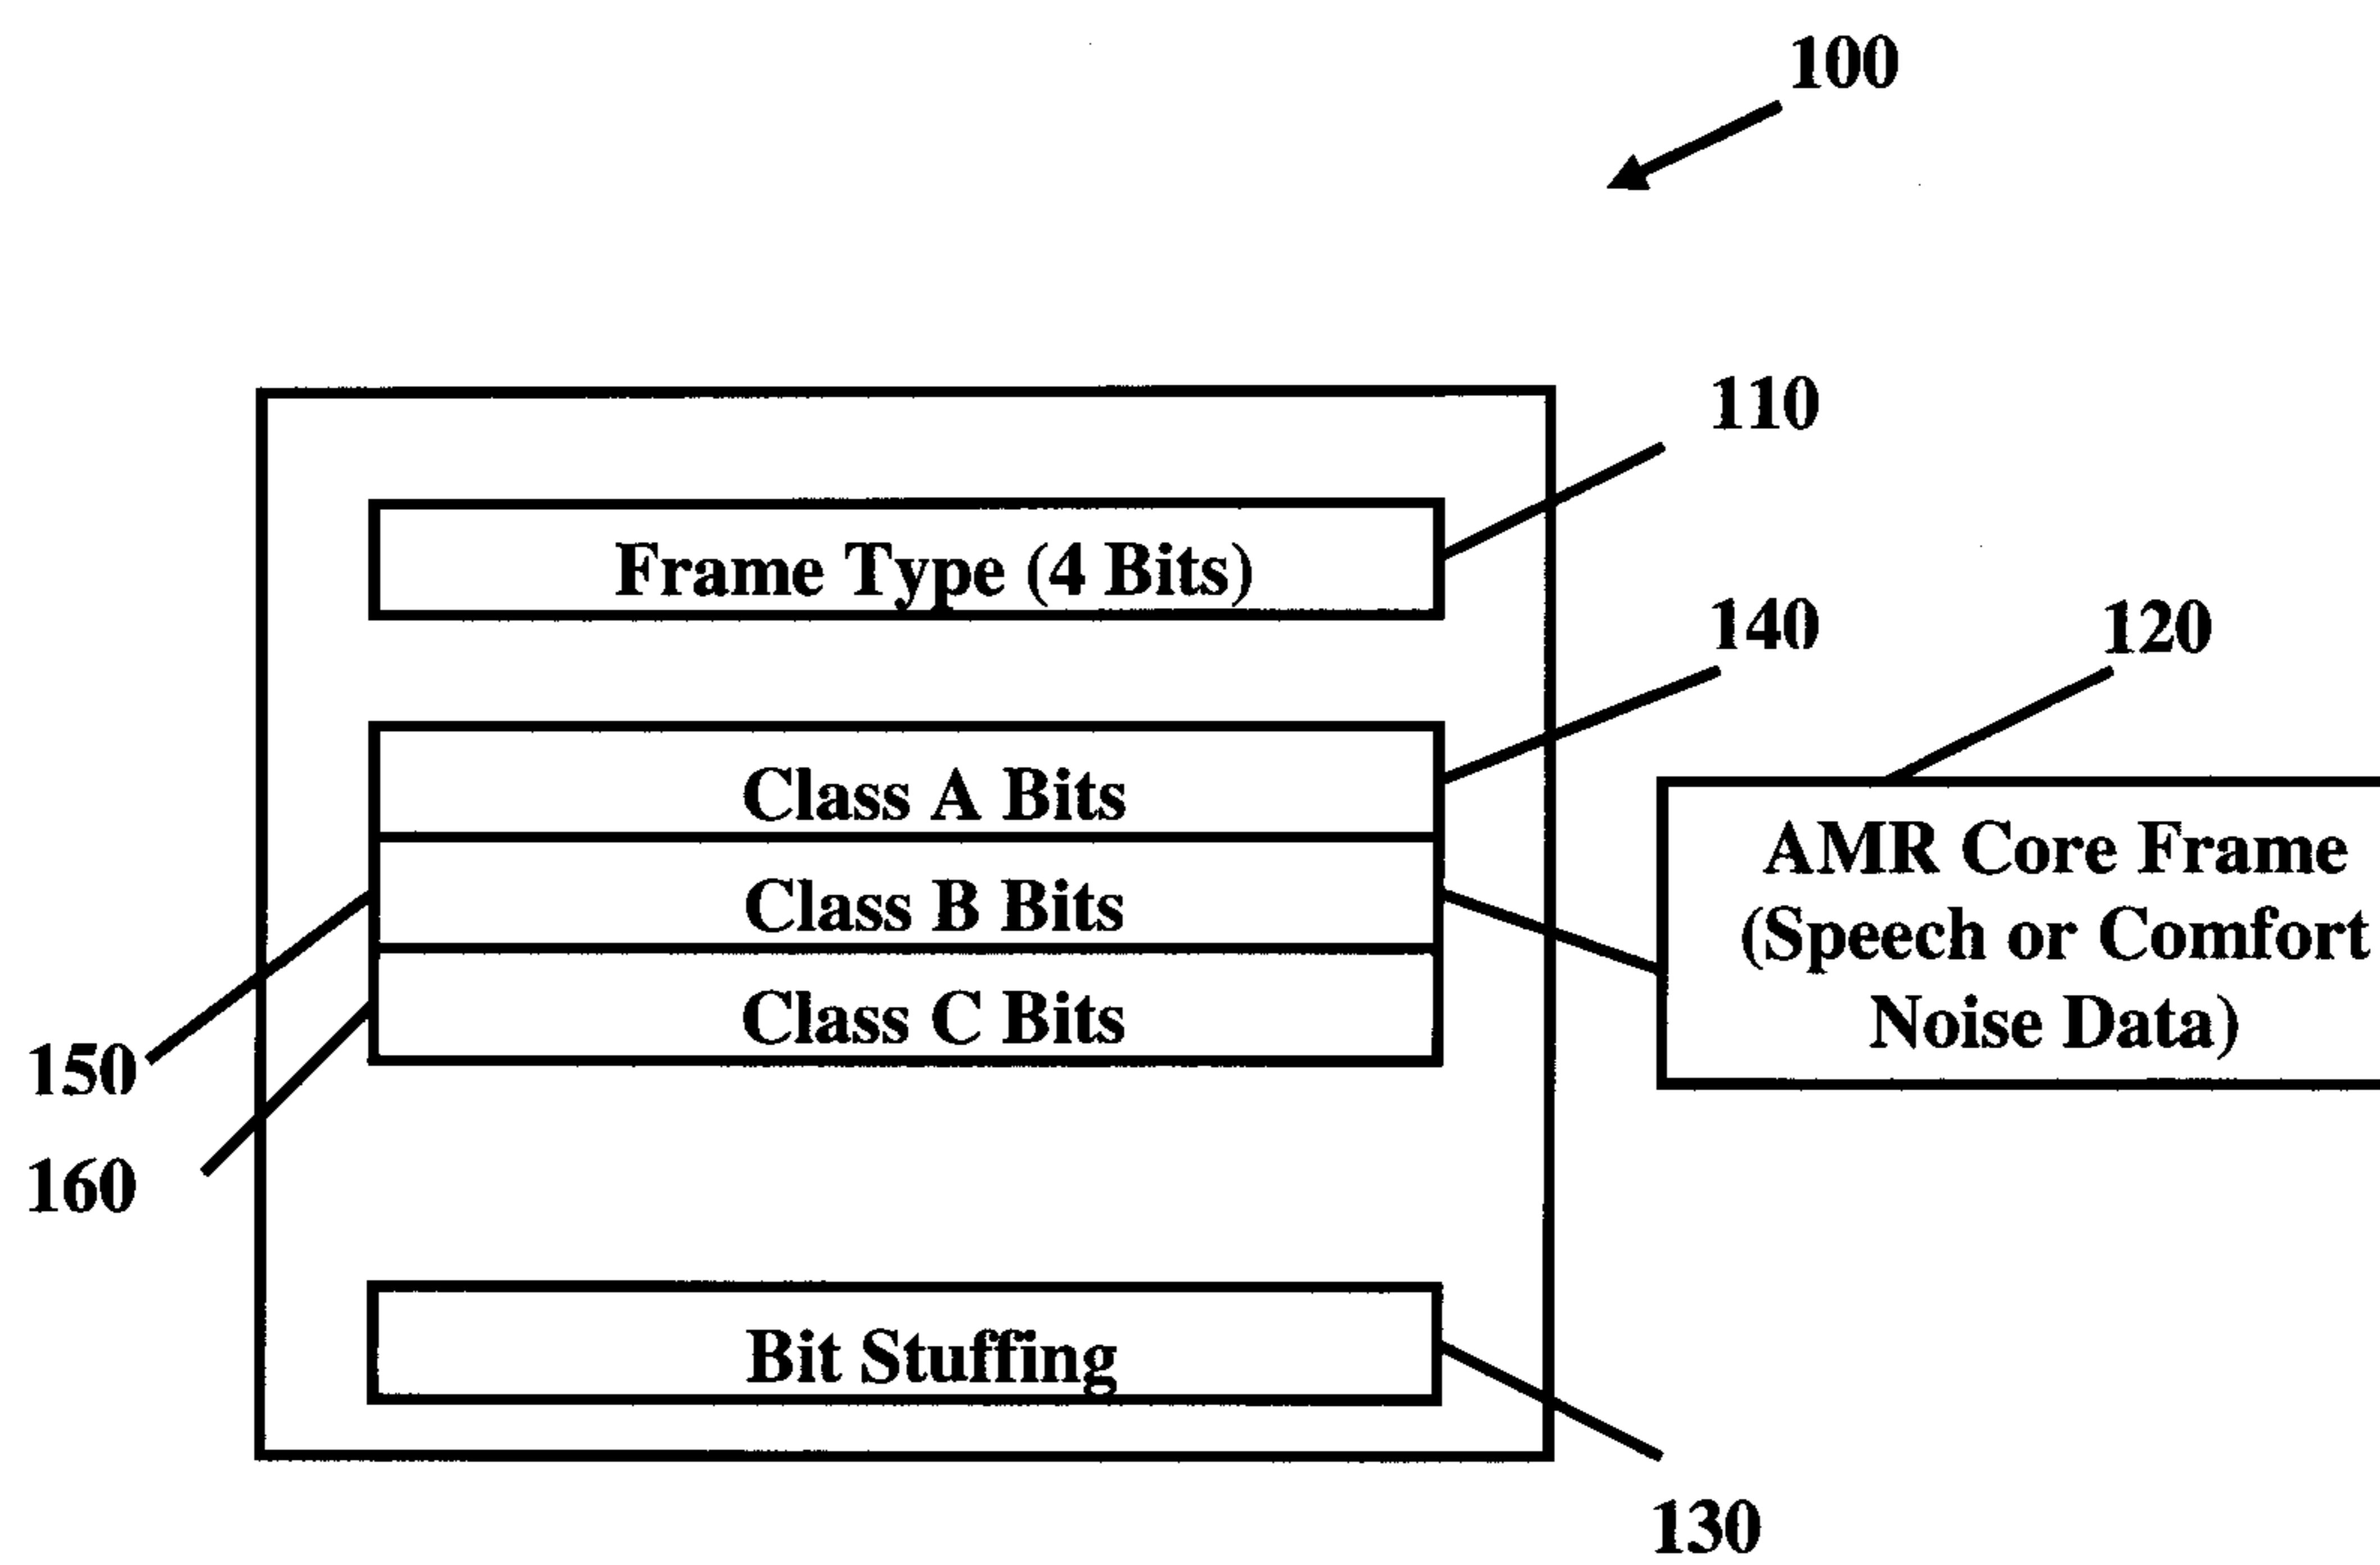 100
110
Frame Type (4 Bits)
140
120
Class A Bits
AMR Core Frame
(Speech or Comfort
Noise Data)
Class B Bits
Class C Bits
150
160
Bit Stuffing
130